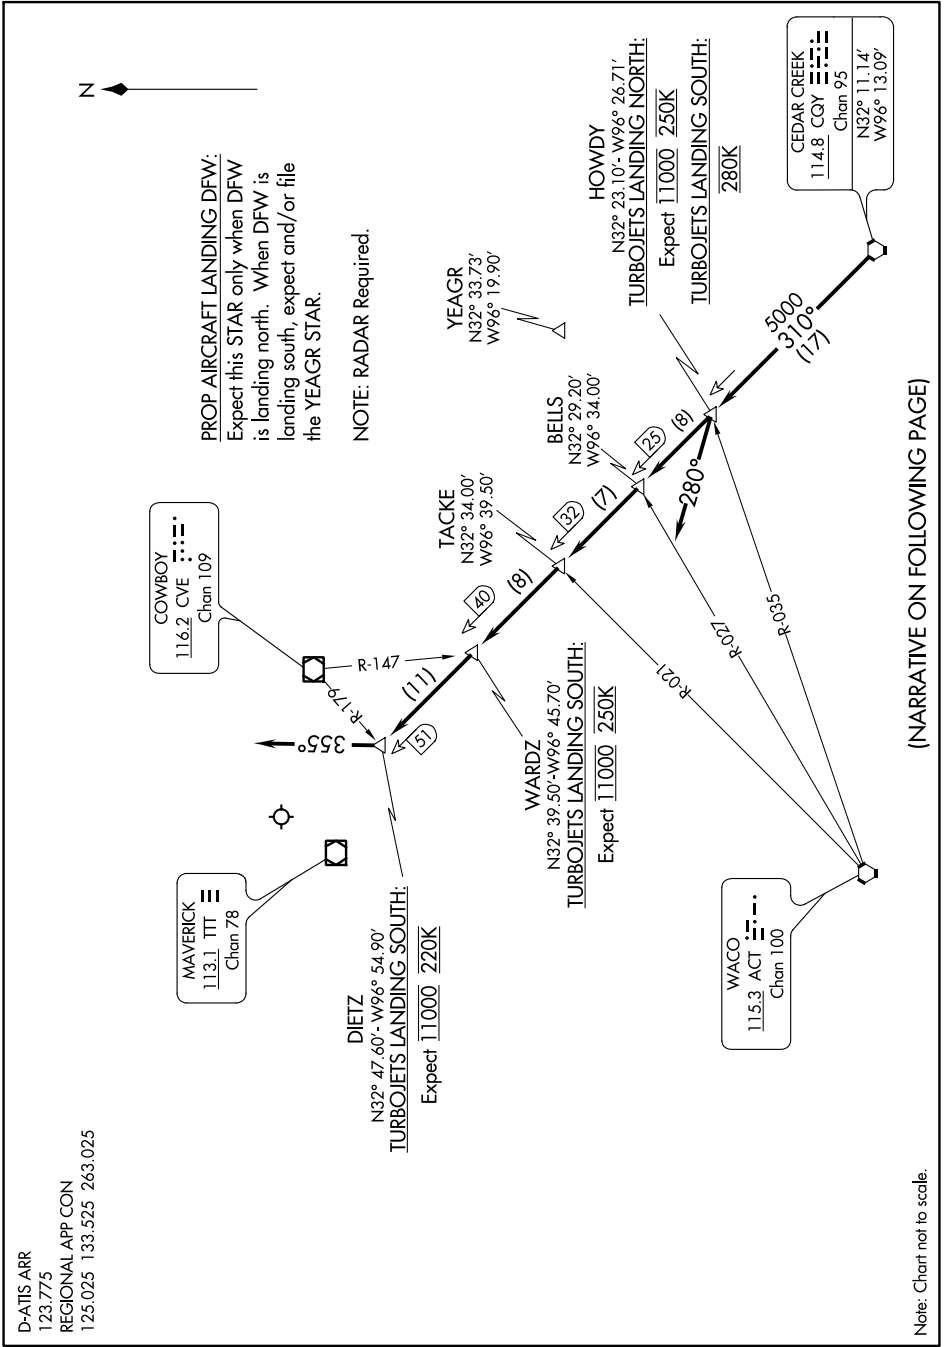 D-ATIS ARR
123.775
REGIONAL APP CON
125.025 133.525 263.025
N
PROP AIRCRAFT LANDING DFW:
Expect this STAR only when DFW
is landing north. When DFW is
landing south, expect and/or file
the YEAGR STAR.
NOTE: RADAR Required.
COWBOY
116.2 CVE
Chan 109
MAVERICK
113.1 TTT
Chan 78
R-147
R-179
355°
DIETZ
N32° 47.60'- W96° 54.90'
TURBOJETS LANDING SOUTH:
Expect 11000 220K
51
(11)
40
WARDZ
N32° 39.50'-W96° 45.70'
TURBOJETS LANDING SOUTH:
Expect 11000 250K
(8)
TACKE
N32° 34.00'
W96° 39.50'
32
(7)
BELLS
N32° 29.20'
W96° 34.00'
25
(8)
YEAGR
N32° 33.73'
W96° 19.90'
280°
HOWDY
N32° 23.10'- W96° 26.71'
TURBOJETS LANDING NORTH:
Expect 11000 250K
TURBOJETS LANDING SOUTH:
280K
5000
310°
(17)
CEDAR CREEK
114.8 CQY
Chan 95
N32° 11.14'
W96° 13.09'
R-021
R-027
R-035
WACO
115.3 ACT
Chan 100
(NARRATIVE ON FOLLOWING PAGE)
Note: Chart not to scale.